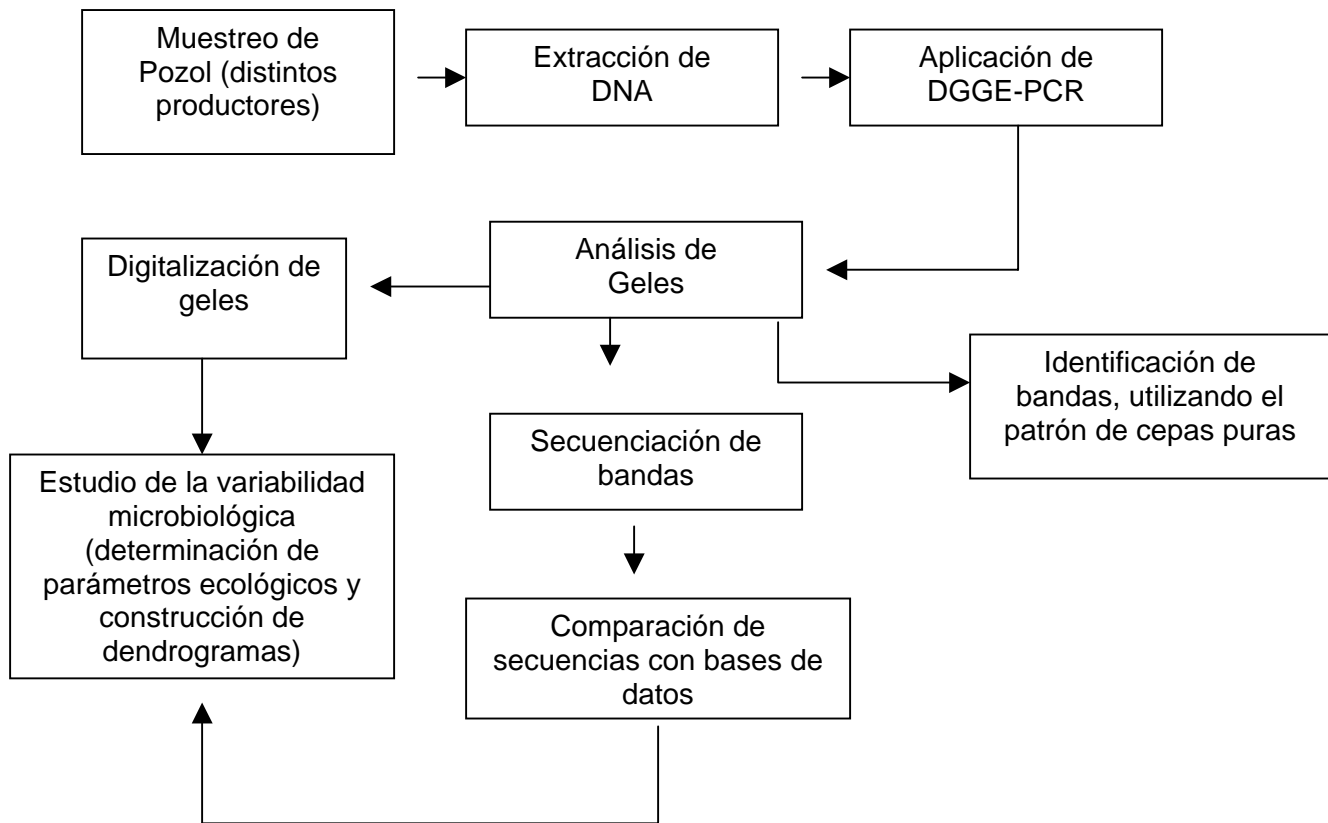 Muestreo de
Pozol (distintos
productores)
Extracción de
DNA
Aplicación de
DGGE-PCR
Análisis de
Geles
Digitalización de
geles
Identificación de
bandas, utilizando el
patrón de cepas puras
Secuenciación de
bandas
Estudio de la variabilidad
microbiológica
(determinación de
parámetros ecológicos y
construcción de
dendrogramas)
Comparación de
secuencias con bases de
datos